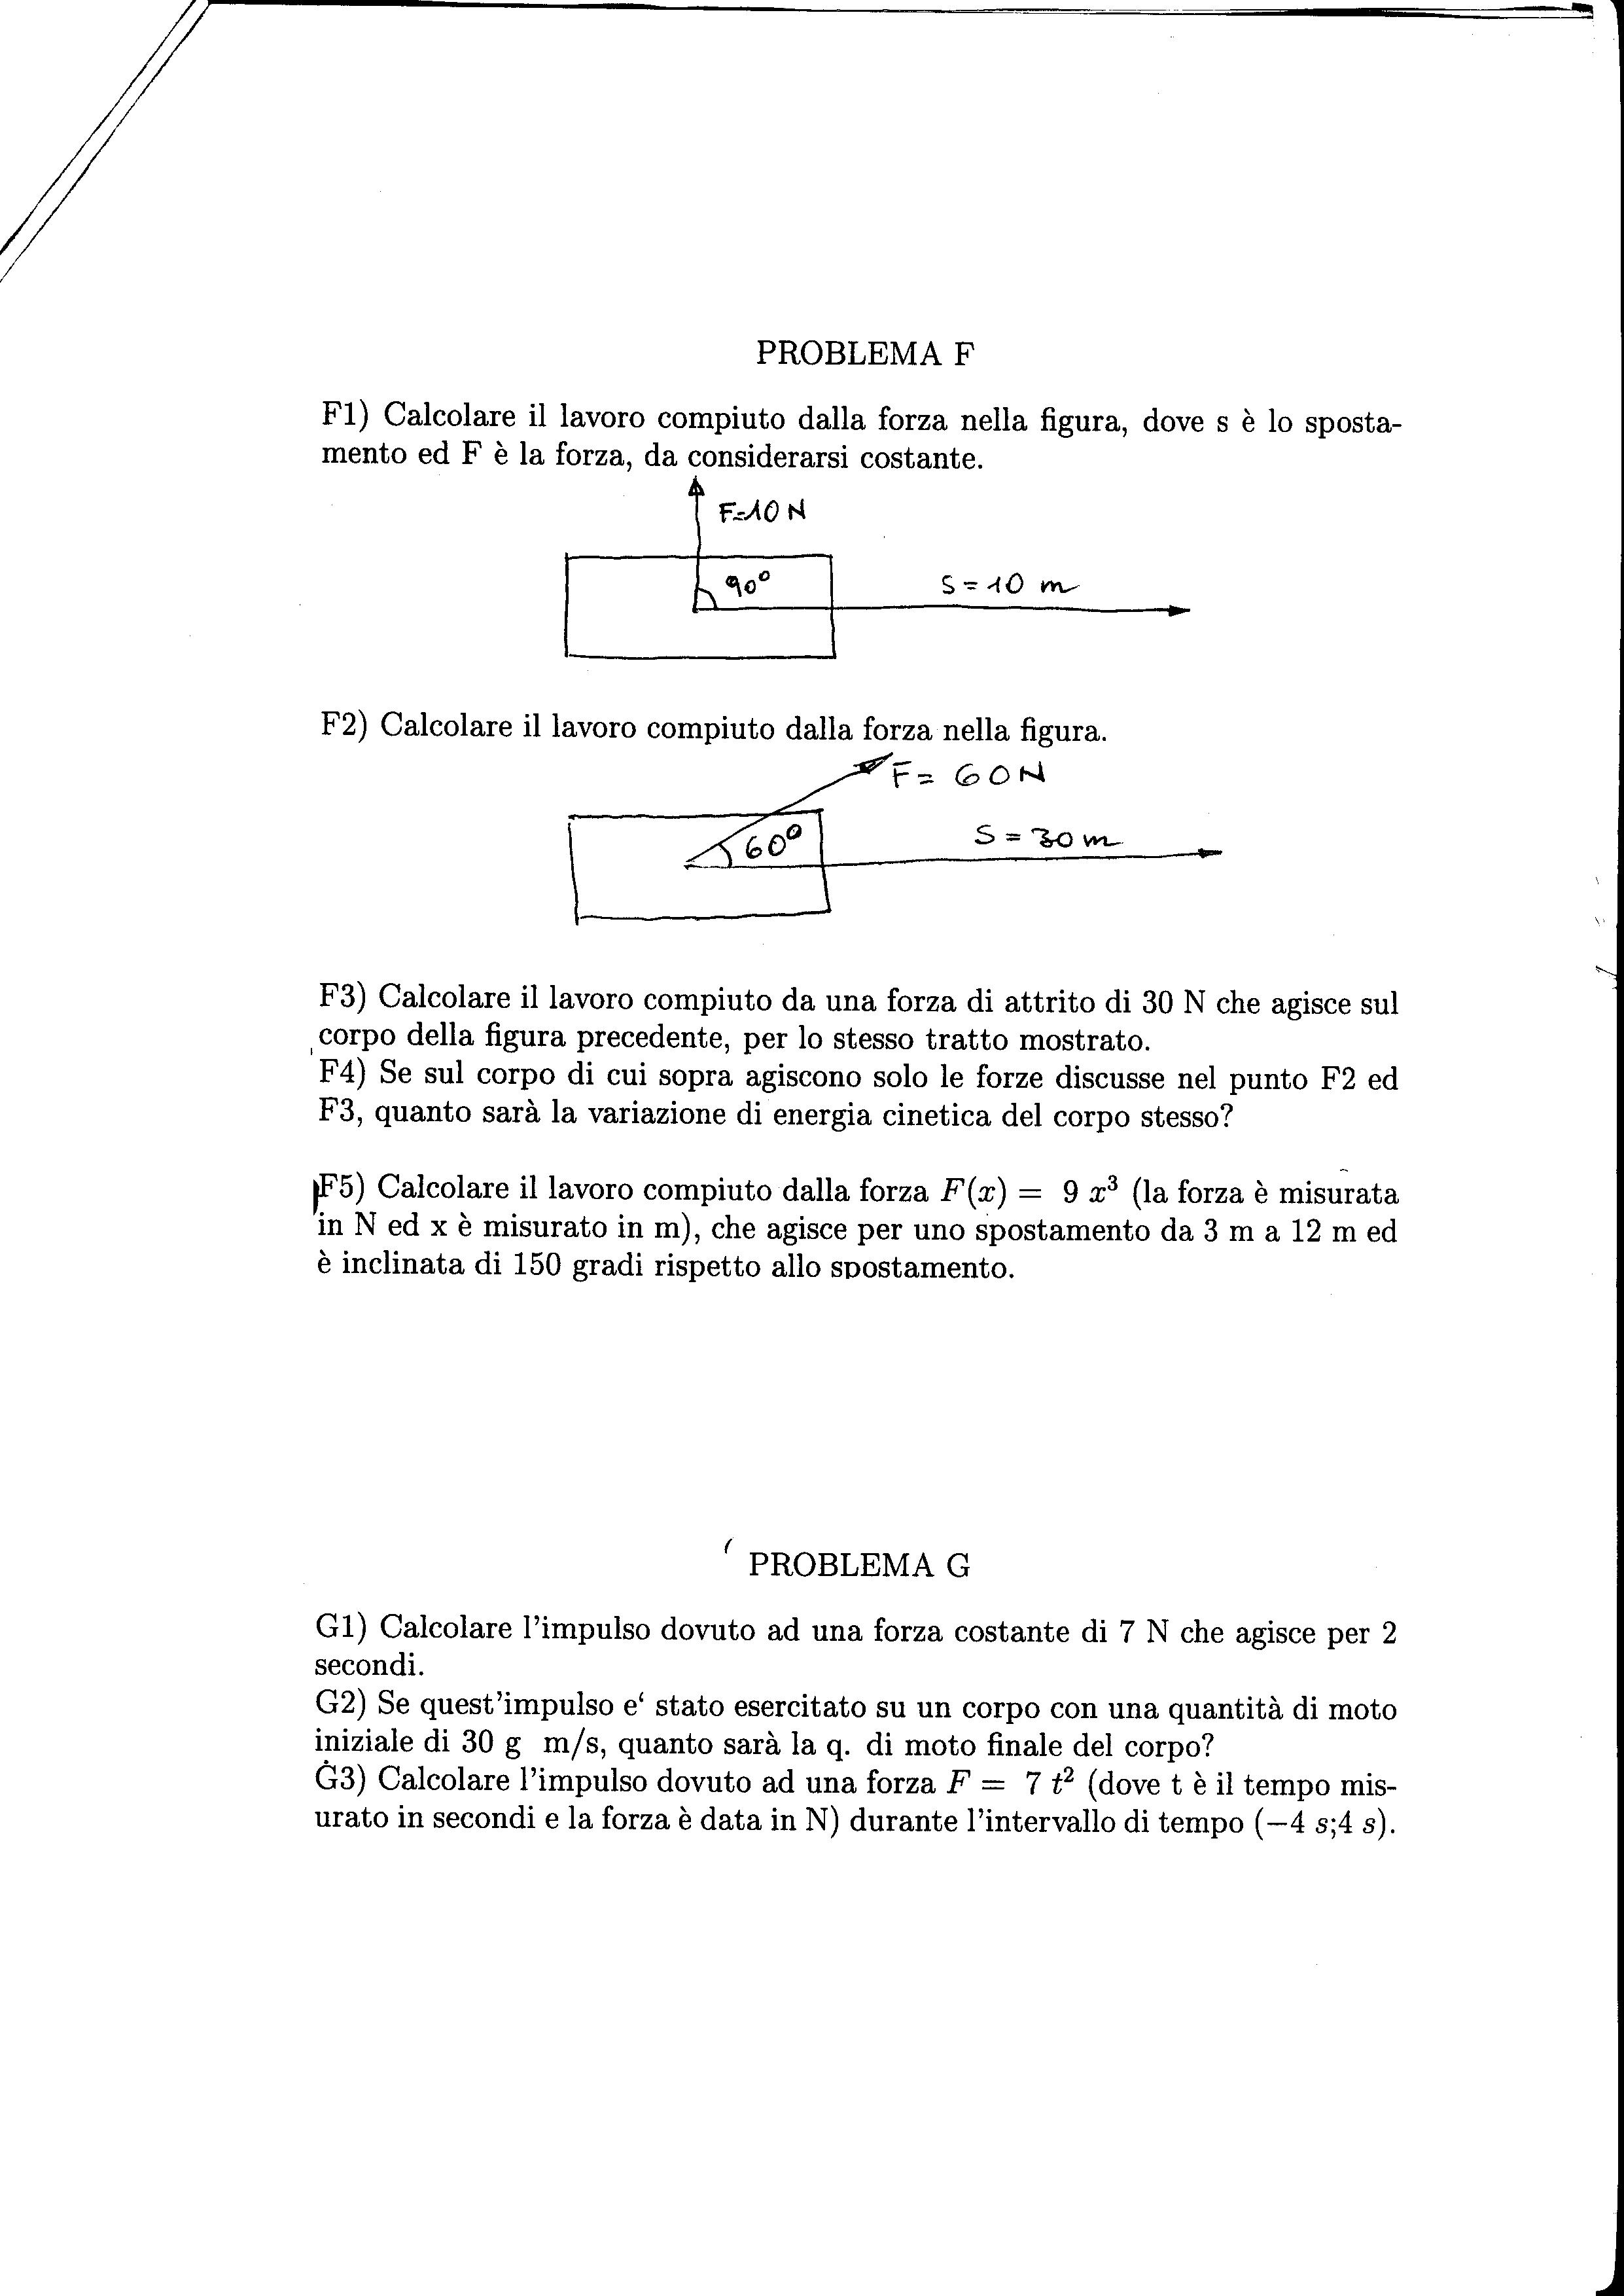 PROBLEMA F
F1) Calcolare il lavoro compiuto dalla forza nella figura, dove s è lo sposta-
mento ed F è la forza, da considerarsi costante.
F=10 N
90°
S = 10 m
F2) Calcolare il lavoro compiuto dalla forza nella figura.
F = 60 N
60°
S = 30 m
F3) Calcolare il lavoro compiuto da una forza di attrito di 30 N che agisce sul
corpo della figura precedente, per lo stesso tratto mostrato.
F4) Se sul corpo di cui sopra agiscono solo le forze discusse nel punto F2 ed
F3, quanto sarà la variazione di energia cinetica del corpo stesso?
F5) Calcolare il lavoro compiuto dalla forza F(x) = 9 x³ (la forza è misurata
in N ed x è misurato in m), che agisce per uno spostamento da 3 m a 12 m ed
è inclinata di 150 gradi rispetto allo spostamento.
PROBLEMA G
G1) Calcolare l'impulso dovuto ad una forza costante di 7 N che agisce per 2
secondi.
G2) Se quest'impulso e‘ stato esercitato su un corpo con una quantità di moto
iniziale di 30 g m/s, quanto sarà la q. di moto finale del corpo?
G3) Calcolare l'impulso dovuto ad una forza F = 7 t² (dove t è il tempo mis-
urato in secondi e la forza è data in N) durante l'intervallo di tempo (−4 s;4 s).